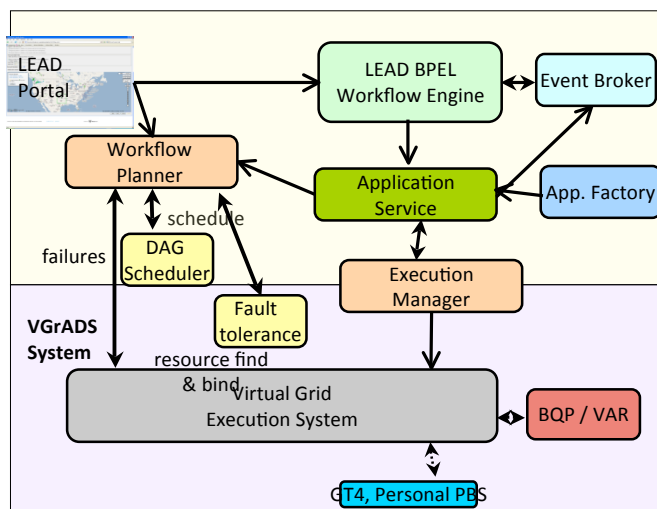 LEAD
Portal
LEAD BPEL
Workflow Engine
Event Broker
Workflow
Planner
Application
Service
App. Factory
schedule
failures
DAG
Scheduler
Execution
Manager
Fault
tolerance
VGrADS
System
resource find
& bind
Virtual Grid
Execution System
BQP / VAR
GT4, Personal PBS